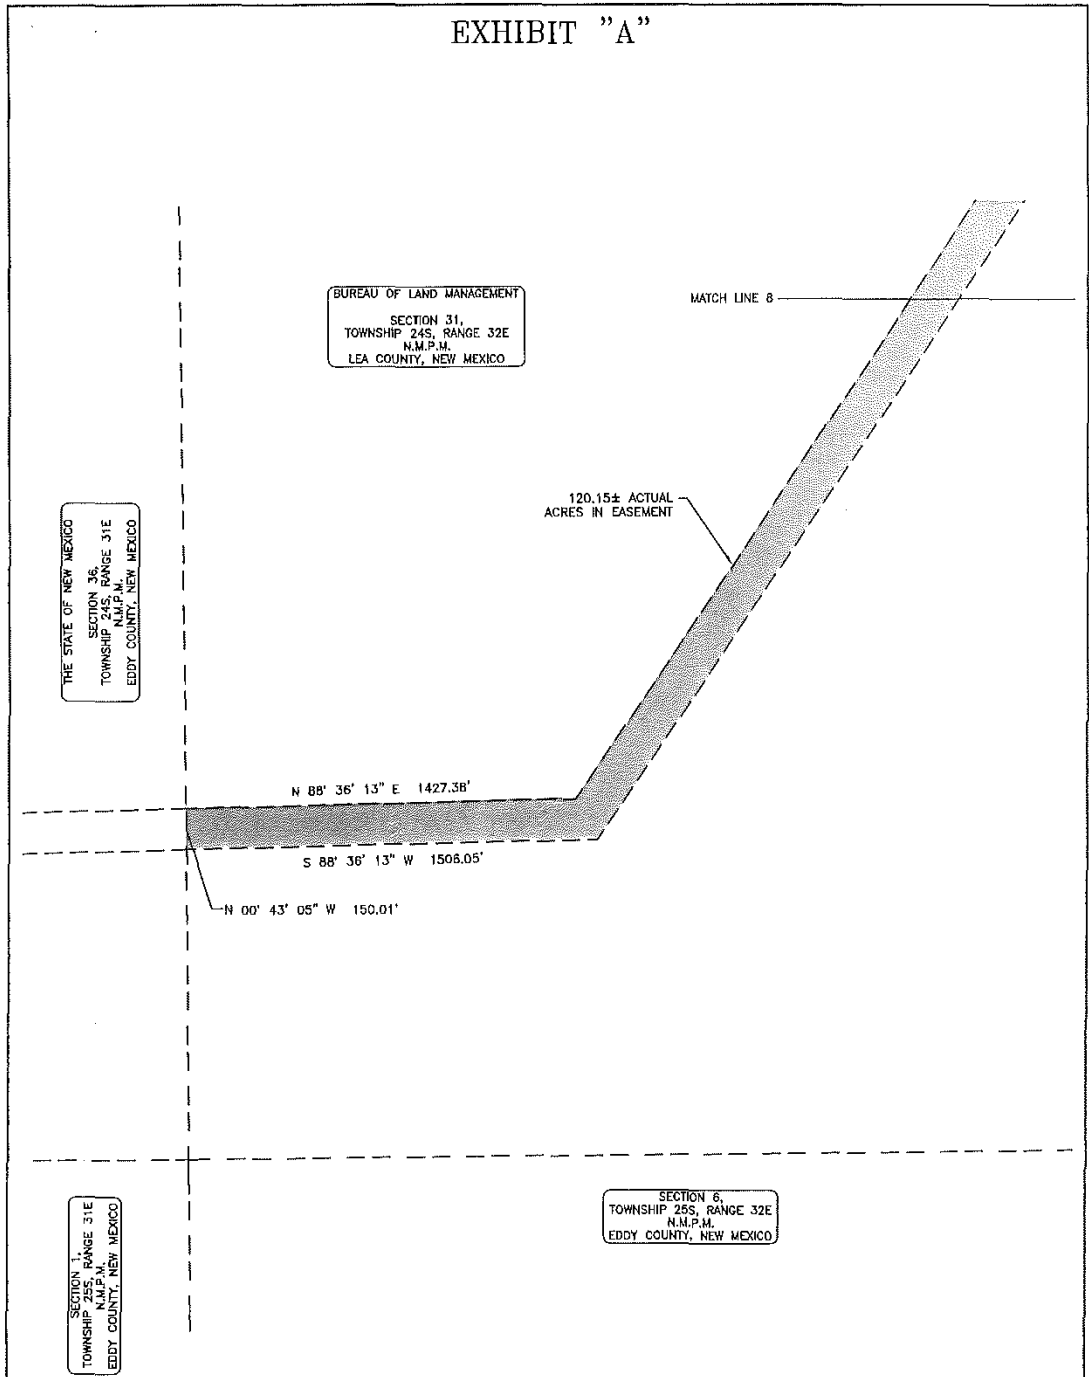 EXHIBIT "A"
BUREAU OF LAND MANAGEMENT
SECTION 31,
TOWNSHIP 24S, RANGE 32E
N.M.P.M.
LEA COUNTY, NEW MEXICO
MATCH LINE 8
120.15± ACTUAL
ACRES IN EASEMENT
THE STATE OF NEW MEXICO
SECTION 36,
TOWNSHIP 24S, RANGE 31E
N.M.P.M.
EDDY COUNTY, NEW MEXICO
N 88° 36' 13" E 1427.38'
S 88° 36' 13" W 1506.05'
N 00° 43' 05" W 150.01'
SECTION 6,
TOWNSHIP 25S, RANGE 32E
N.M.P.M.
EDDY COUNTY, NEW MEXICO
SECTION 1,
TOWNSHIP 25S, RANGE 31E
N.M.P.M.
EDDY COUNTY, NEW MEXICO